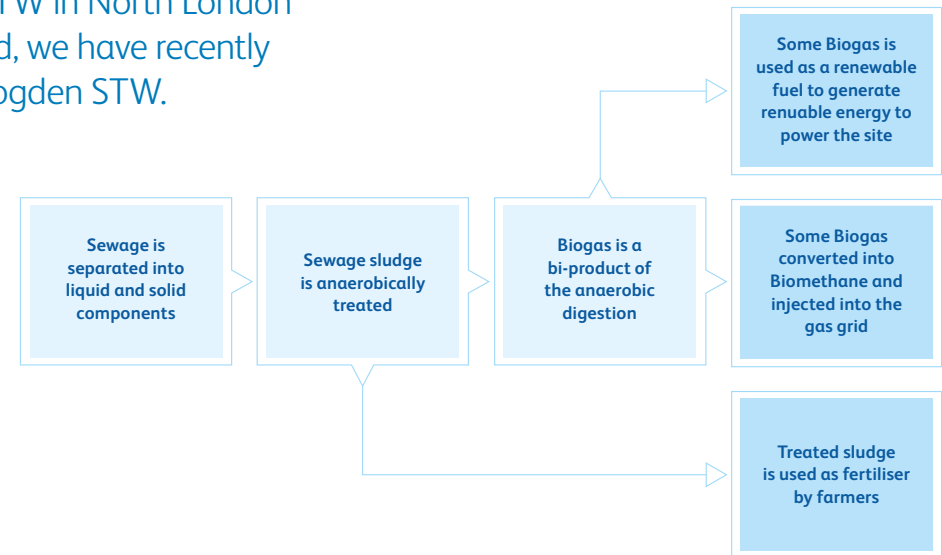 in North London
we have recently
STW.
Some Biogas is
used as a renewable
fuel to generate
renuable energy to
power the site
Sewage is
separated into
liquid and solid
components
Sewage sludge
is anaerobically
treated
Biogas is a
bi-product of
the anaerobic
digestion
Some Biogas
converted into
Biomethane and
injected into the
gas grid
Treated sludge
is used as fertiliser
by farmers